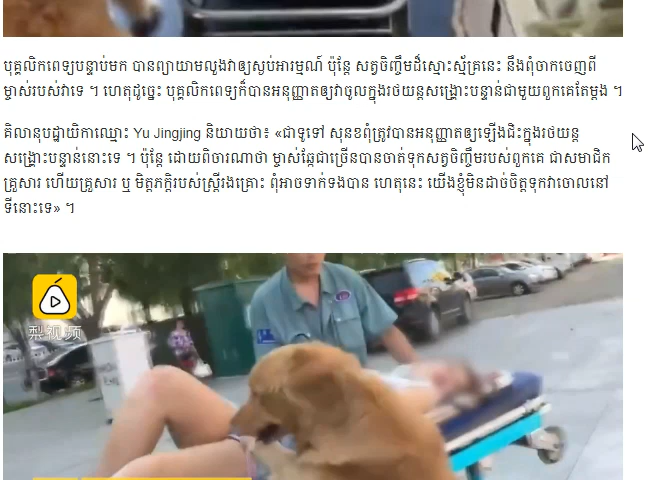 បុគ្គលិកពេទ្យបន្ទាប់មក បានព្យាយាមលួងវាឲ្យស្ងប់អារម្មណ៍ ប៉ុន្តែ សត្វចិញ្ចឹមដ៏ស្មោះស្ម័គ្រនេះ នឹងពុំចាកចេញពី
ម្ចាស់របស់វាទេ ។ ហេតុដូច្នេះ បុគ្គលិកពេទ្យក៏បានអនុញ្ញាតឲ្យវាចូលក្នុងរថយន្តសង្គ្រោះបន្ទាន់ជាមួយពួកគេតែម្តង ។
គិលានុបដ្ឋាយិកាឈ្មោះ Yu Jingjing និយាយថា៖ «ជាទូទៅ សុនខពុំត្រូវបានអនុញ្ញាតឲ្យឡើងជិះក្នុងរថយន្ត
សង្គ្រោះបន្ទាន់នោះទេ ។ ប៉ុន្តែ ដោយពិចារណាថា ម្ចាស់ឆ្កែជាច្រើនបានចាត់ទុកសត្វចិញ្ចឹមរបស់ពួកគេ ជាសមាជិក
គ្រួសារ ហើយគ្រួសារ ឬ មិត្តភក្តិរបស់ស្ត្រីរងគ្រោះ ពុំអាចទាក់ទងបាន ហេតុនេះ យើងខ្ញុំមិនដាច់ចិត្តទុកវាចោលនៅ
ទីនោះទេ» ។
梨视频